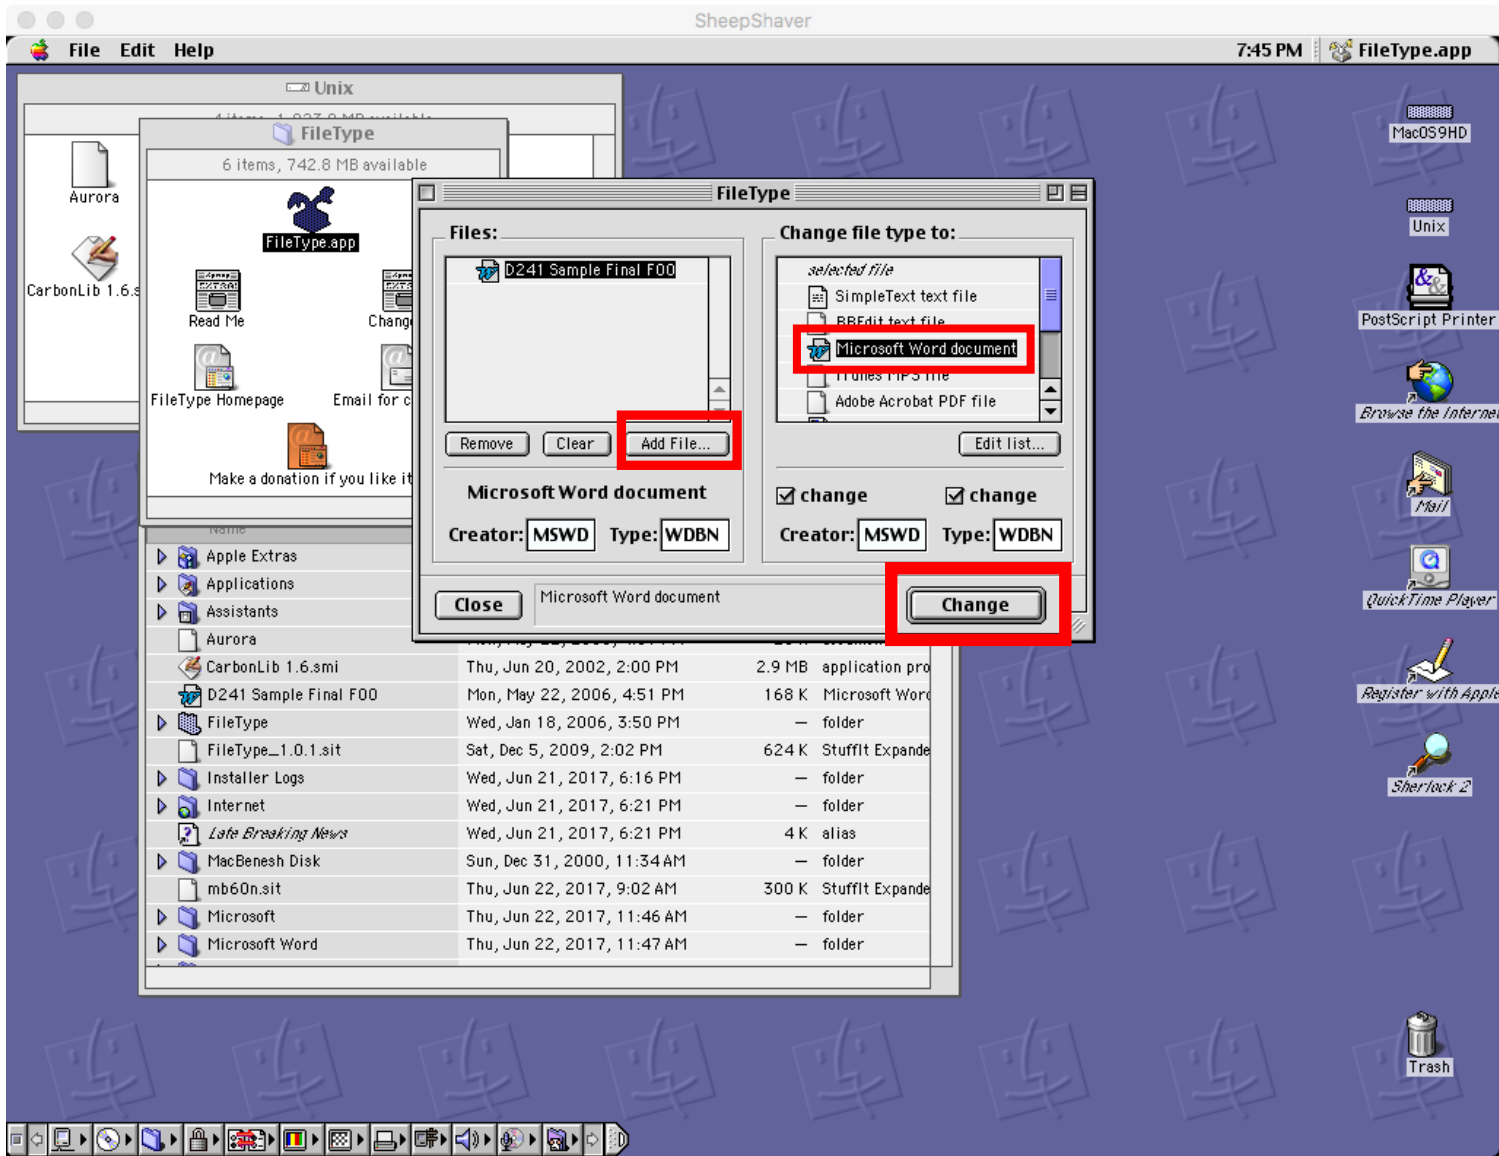 SheepShaver
File Edit Help
7:45 PM FileType.app
Unix
FileType
6 items, 742.8 MB available
Aurora
CarbonLib 1.6.s
FileType.app
Read Me
Chang
FileType Homepage
Email for c
Make a donation if you like it
FileType
Files:
D241 Sample Final F00
Remove
Clear
Add File...
Microsoft Word document
Creator: MSWD Type: WDBN
Change file type to:
selected file
SimpleText text file
BBEdit text file
Microsoft Word document
iTunes MP3 file
Adobe Acrobat PDF file
Edit list...
change
change
Creator: MSWD Type: WDBN
Close
Microsoft Word document
Change
Name
Apple Extras
Applications
Assistants
Aurora
CarbonLib 1.6.smi Thu, Jun 20, 2002, 2:00 PM 2.9 MB application pro
D241 Sample Final F00 Mon, May 22, 2006, 4:51 PM 168 K Microsoft Word
FileType Wed, Jan 18, 2006, 3:50 PM — folder
FileType_1.0.1.sit Sat, Dec 5, 2009, 2:02 PM 624 K StuffIt Expande
Installer Logs Wed, Jun 21, 2017, 6:16 PM — folder
Internet Wed, Jun 21, 2017, 6:21 PM — folder
Late Breaking News Wed, Jun 21, 2017, 6:21 PM 4 K alias
MacBenesh Disk Sun, Dec 31, 2000, 11:34 AM — folder
mb60n.sit Thu, Jun 22, 2017, 9:02 AM 300 K StuffIt Expande
Microsoft Thu, Jun 22, 2017, 11:46 AM — folder
Microsoft Word Thu, Jun 22, 2017, 11:47 AM — folder
MacOS9HD
Unix
PostScript Printer
Browse the Internet
Mail
QuickTime Player
Register with Apple
Sherlock 2
Trash